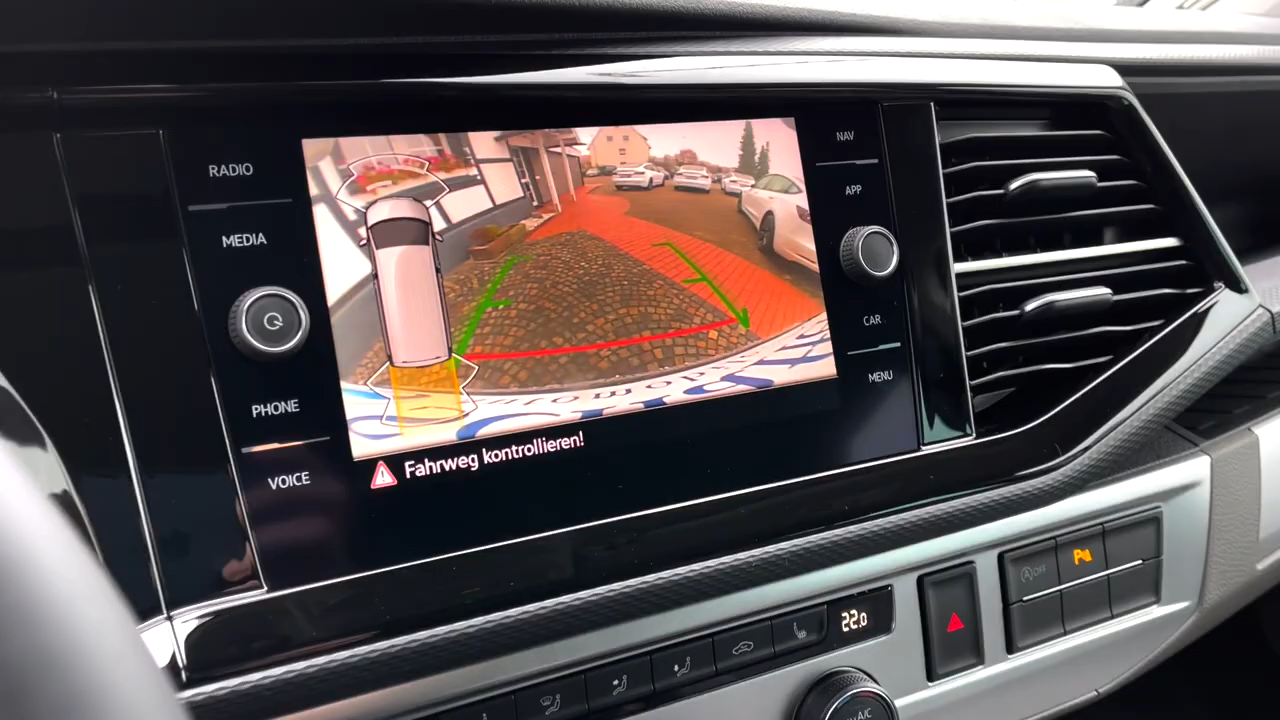 RADIO
MEDIA
PHONE
VOICE
NAV
APP
CAR
MENU
Fahrweg kontrollieren!
22.0
OFF
A/C